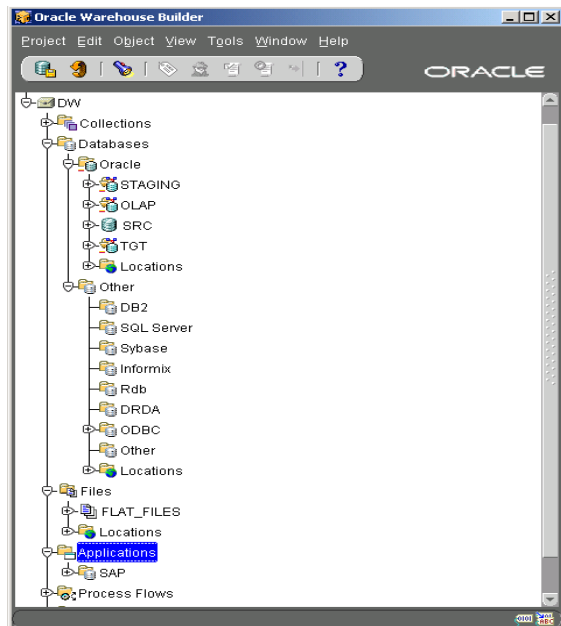 Oracle Warehouse Builder
Project Edit Object View Tools Window Help
? ORACLE
DW
Collections
Databases
Oracle
STAGING
OLAP
SRC
TGT
Locations
Other
DB2
SQL Server
Sybase
Informix
Rdb
DRDA
ODBC
Other
Locations
Files
FLAT_FILES
Locations
Applications
SAP
Process Flows